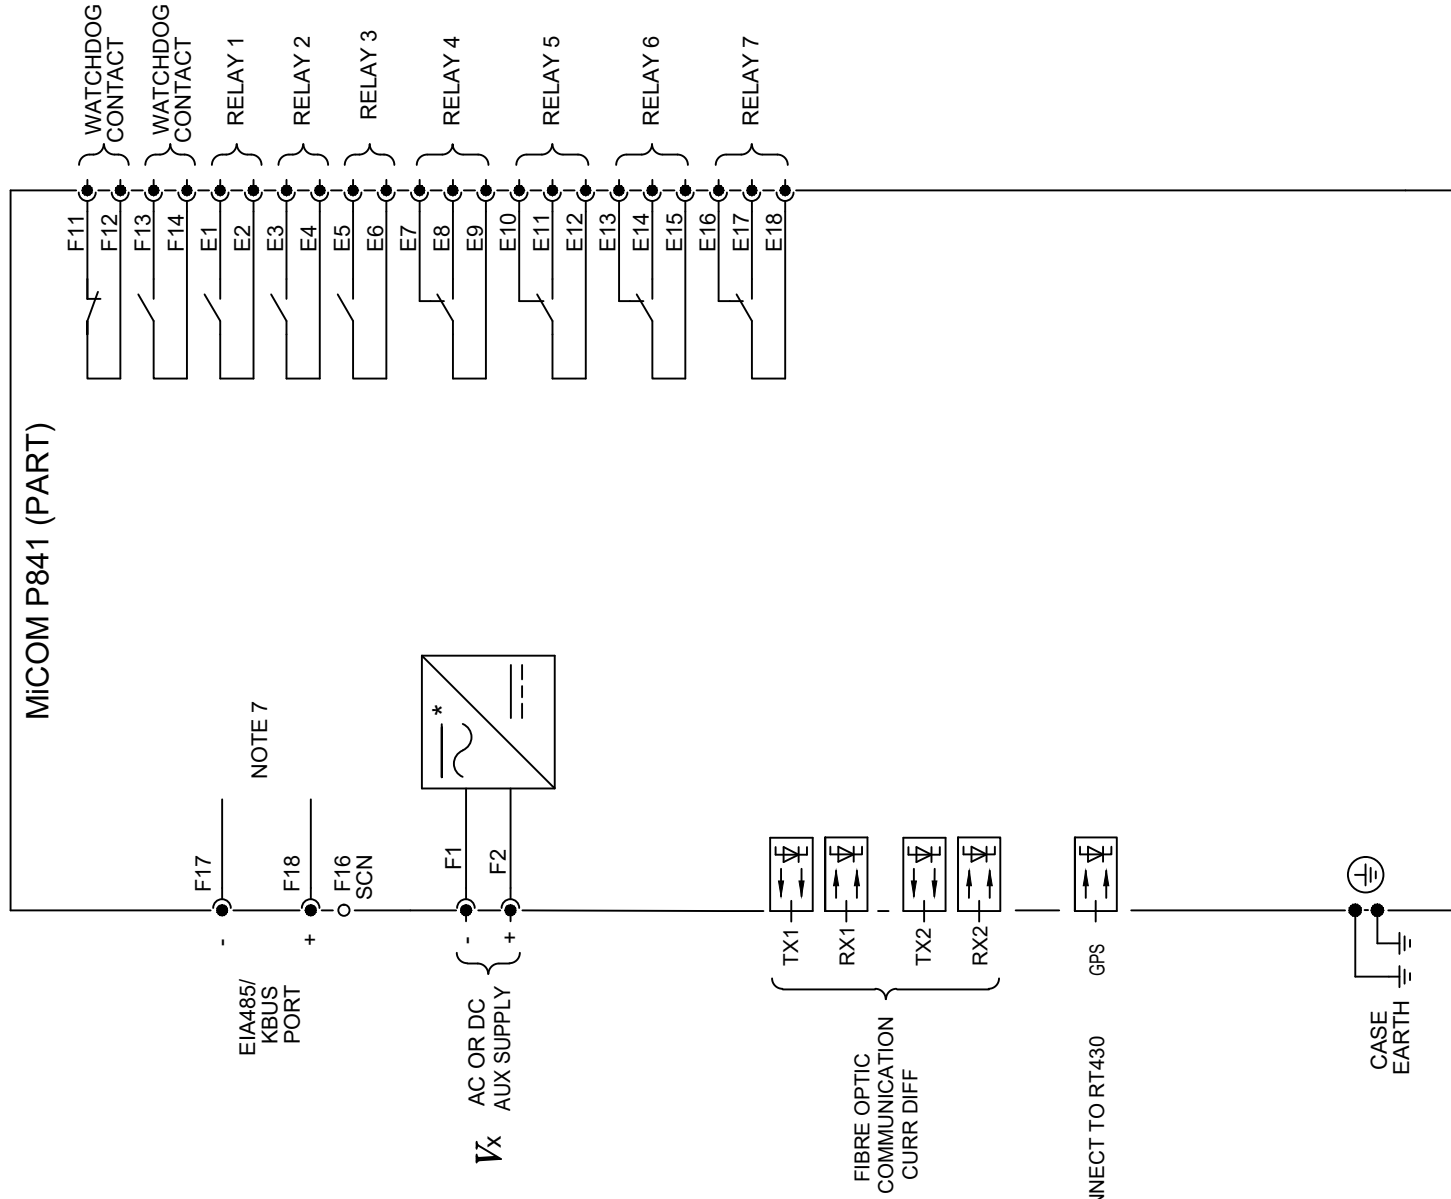 MiCOM P841 (PART)
WATCHDOG
CONTACT
WATCHDOG
CONTACT
RELAY 1
RELAY 2
RELAY 3
RELAY 4
RELAY 5
RELAY 6
RELAY 7
F11
F12
F13
F14
E1
E2
E3
E4
E5
E6
E7
E8
E9
E10
E11
E12
E13
E14
E15
E16
E17
E18
NOTE 7
*
F17
F18
F16
SCN
F1
F2
-
+
-
+
EIA485/
KBUS
PORT
Vx
AC OR DC
AUX SUPPLY
TX1
RX1
TX2
RX2
GPS
FIBRE OPTIC
COMMUNICATION
CURR DIFF
NNECT TO RT430
CASE
EARTH